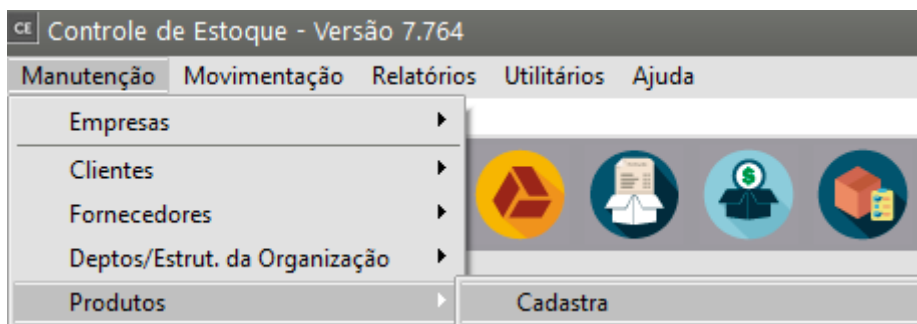 CE Controle de Estoque - Versão 7.764
Manutenção Movimentação Relatórios Utilitários Ajuda
Empresas
Clientes
Fornecedores
Deptos/Estrut. da Organização
Produtos Cadastra